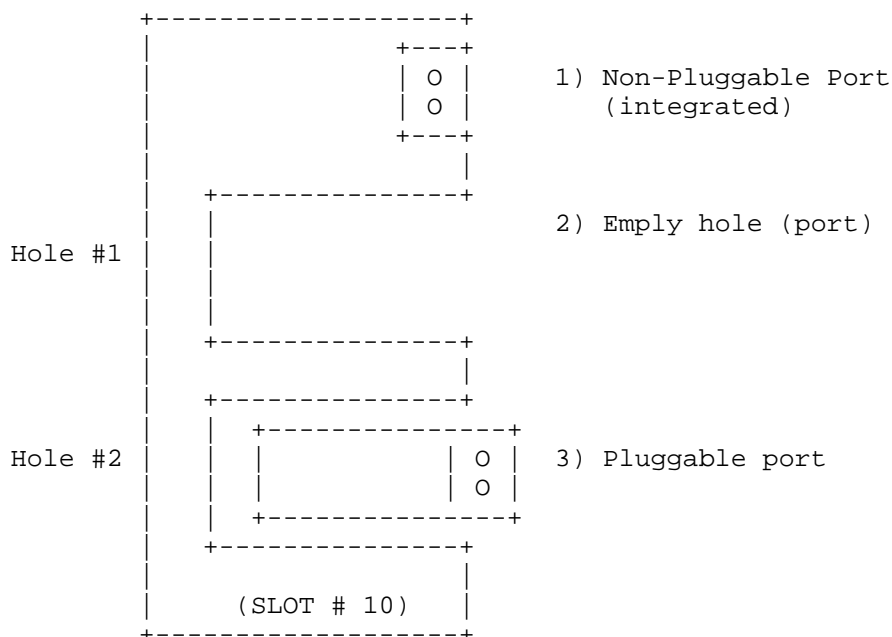 O
1) Non-Pluggable Port
O
(integrated)
2) Emply hole (port)
Hole #1
Hole #2
O
3) Pluggable port
O
(SLOT # 10)